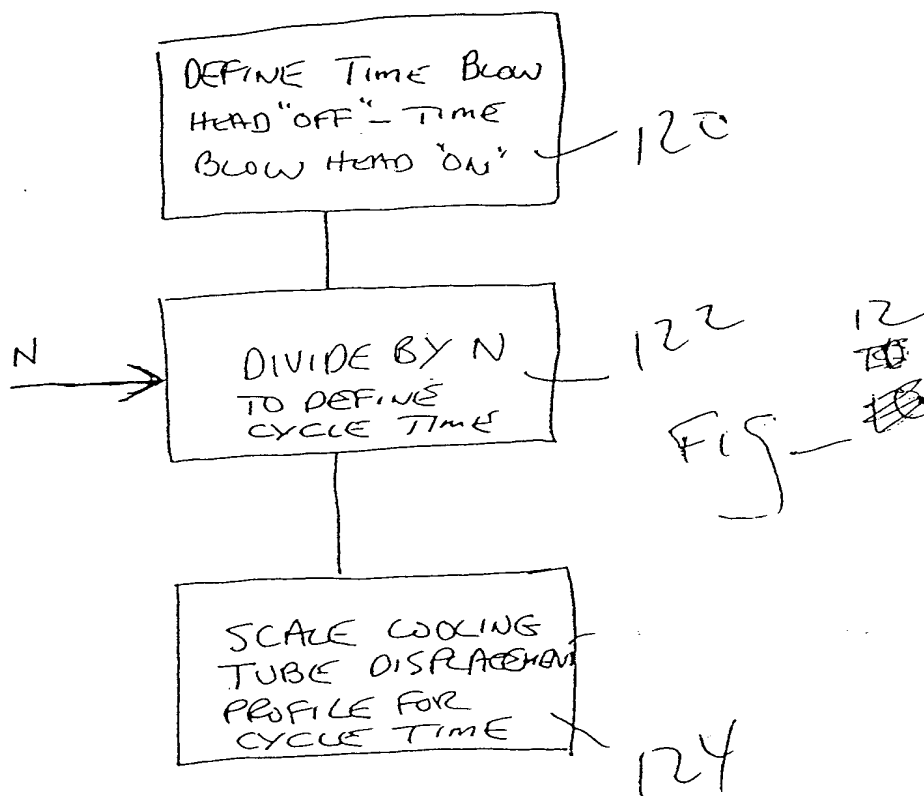 DEFINE TIME BLOW
HEAD "OFF" - TIME
BLOW HEAD "ON"
120
N
DIVIDE BY N
TO DEFINE
CYCLE TIME
122
12
Fig
SCALE COOLING
TUBE DISPLACEMENT
PROFILE FOR
CYCLE TIME
124